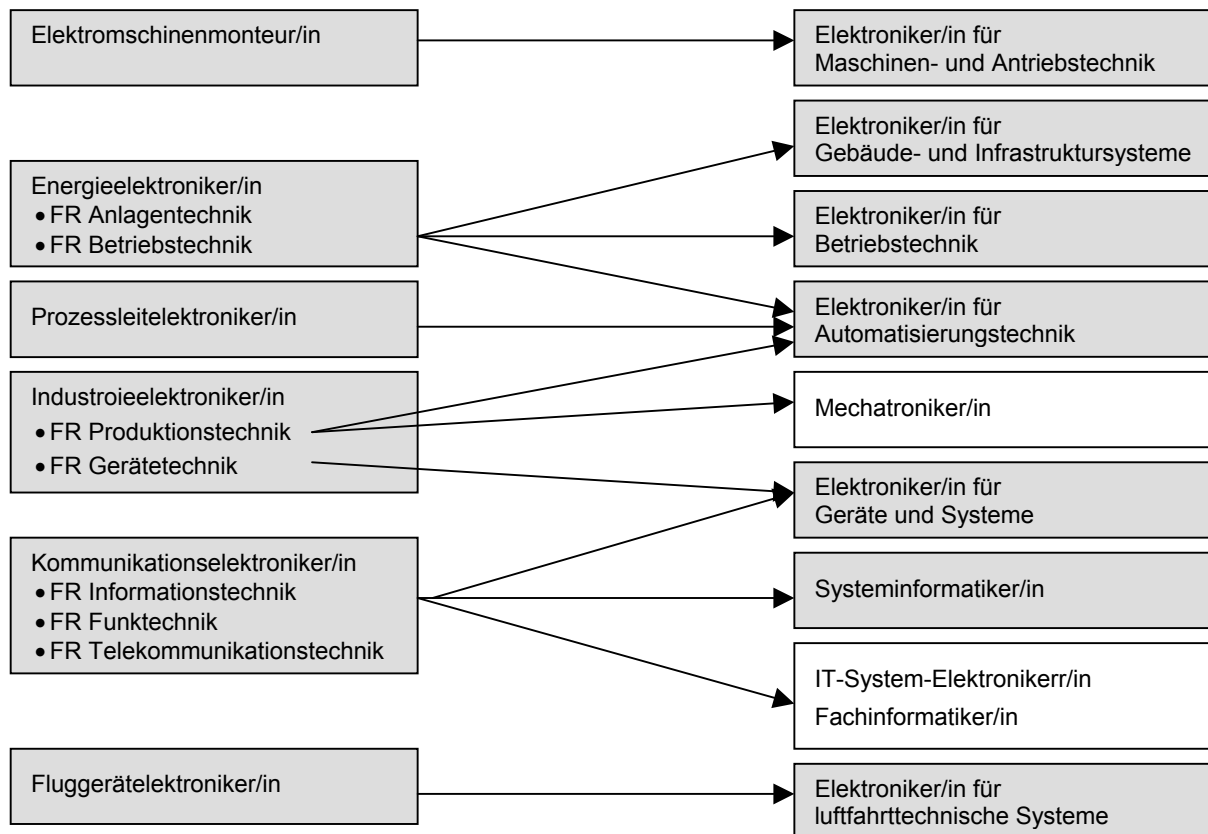 Elektromschinenmonteur/in
Elektroniker/in für
Maschinen- und Antriebstechnik
Elektroniker/in für
Gebäude- und Infrastruktursysteme
Energieelektroniker/in
• FR Anlagentechnik
• FR Betriebstechnik
Elektroniker/in für
Betriebstechnik
Prozessleitelektroniker/in
Elektroniker/in für
Automatisierungstechnik
Industroieelektroniker/in
• FR Produktionstechnik
• FR Gerätetechnik
Mechatroniker/in
Elektroniker/in für
Geräte und Systeme
Kommunikationselektroniker/in
• FR Informationstechnik
• FR Funktechnik
• FR Telekommunikationstechnik
Systeminformatiker/in
IT-System-Elektronikerr/in
Fachinformatiker/in
Fluggerätelektroniker/in
Elektroniker/in für
luftfahrttechnische Systeme